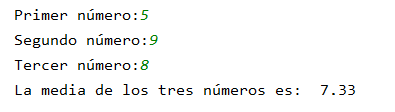 Primer número:5
Segundo número:9
Tercer número:8
La media de los tres números es:  7.33